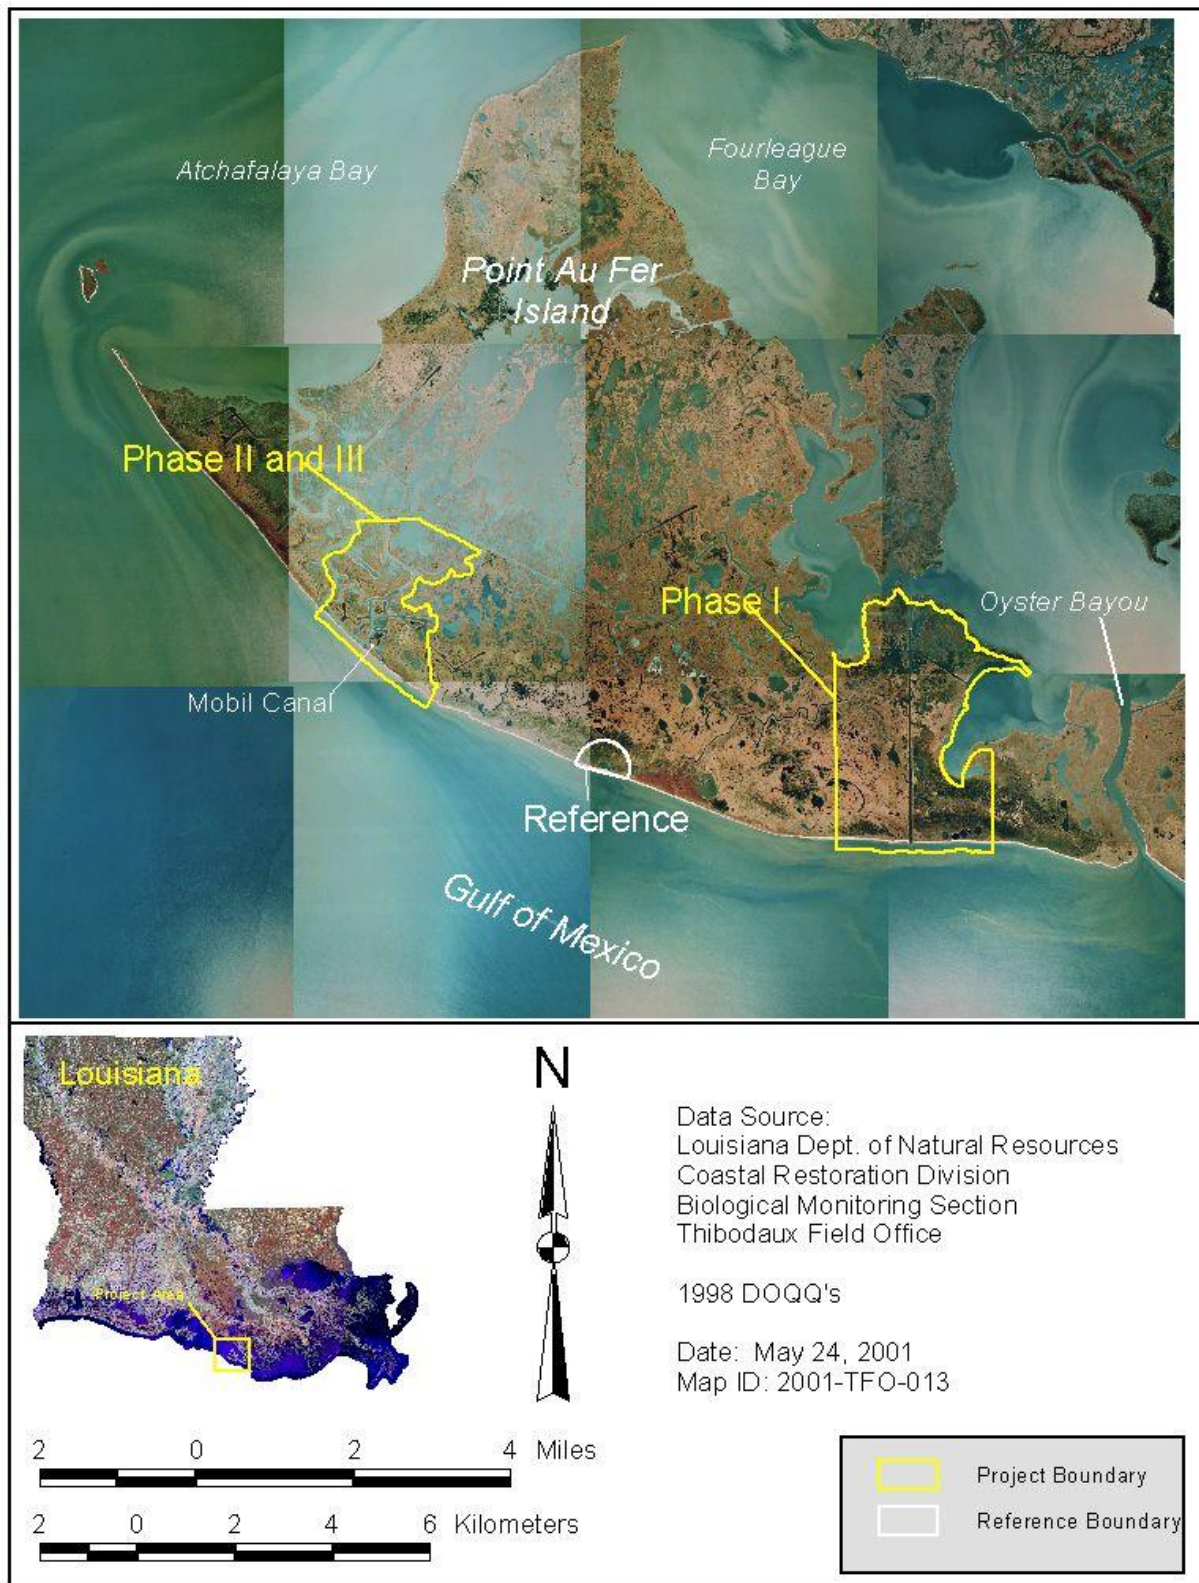 Atchafalaya Bay
Fourleague
Bay
Point Au Fer
Island
Phase II and III
Phase I
Oyster Bayou
Mobil Canal
Reference
Gulf of Mexico
Louisiana
Project Area
N
Data Source:
Louisiana Dept. of Natural Resources
Coastal Restoration Division
Biological Monitoring Section
Thibodaux Field Office
1998 DOQQ's
Date: May 24, 2001
Map ID: 2001-TFO-013
2 0 2 4 Miles
2 0 2 4 6 Kilometers
Project Boundary
Reference Boundary